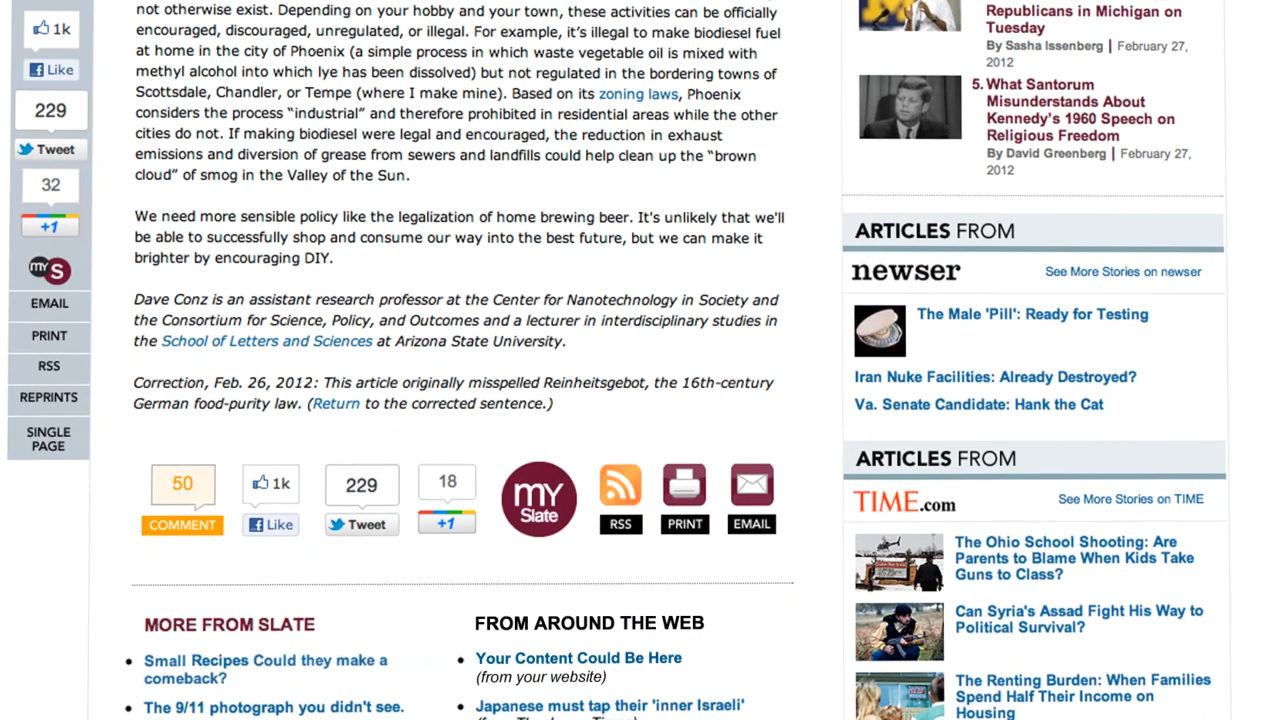 1k
Like
229
Tweet
32
+1
my S
EMAIL
PRINT
RSS
REPRINTS
SINGLE
PAGE
not otherwise exist. Depending on your hobby and your town, these activities can be officially
encouraged, discouraged, unregulated, or illegal. For example, it’s illegal to make biodiesel fuel
at home in the city of Phoenix (a simple process in which waste vegetable oil is mixed with
methyl alcohol into which lye has been dissolved) but not regulated in the bordering towns of
Scottsdale, Chandler, or Tempe (where I make mine). Based on its zoning laws, Phoenix
considers the process “industrial” and therefore prohibited in residential areas while the other
cities do not. If making biodiesel were legal and encouraged, the reduction in exhaust
emissions and diversion of grease from sewers and landfills could help clean up the “brown
cloud” of smog in the Valley of the Sun.
We need more sensible policy like the legalization of home brewing beer. It's unlikely that we'll
be able to successfully shop and consume our way into the best future, but we can make it
brighter by encouraging DIY.
Dave Conz is an assistant research professor at the Center for Nanotechnology in Society and
the Consortium for Science, Policy, and Outcomes and a lecturer in interdisciplinary studies in
the School of Letters and Sciences at Arizona State University.
Correction, Feb. 26, 2012: This article originally misspelled Reinheitsgebot, the 16th-century
German food-purity law. (Return to the corrected sentence.)
50
COMMENT
1k
Like
229
Tweet
18
+1
my
Slate
RSS
PRINT
EMAIL
MORE FROM SLATE
Small Recipes Could they make a
comeback?
The 9/11 photograph you didn't see.
FROM AROUND THE WEB
Your Content Could Be Here
(from your website)
Japanese must tap their 'inner Israeli'
Republicans in Michigan on
Tuesday
By Sasha Issenberg | February 27,
2012
5. What Santorum
Misunderstands About
Kennedy’s 1960 Speech on
Religious Freedom
By David Greenberg | February 27,
2012
ARTICLES FROM
newser
See More Stories on newser
The Male 'Pill': Ready for Testing
Iran Nuke Facilities: Already Destroyed?
Va. Senate Candidate: Hank the Cat
ARTICLES FROM
TIME.com
See More Stories on TIME
The Ohio School Shooting: Are
Parents to Blame When Kids Take
Guns to Class?
Can Syria's Assad Fight His Way to
Political Survival?
The Renting Burden: When Families
Spend Half Their Income on
Housing